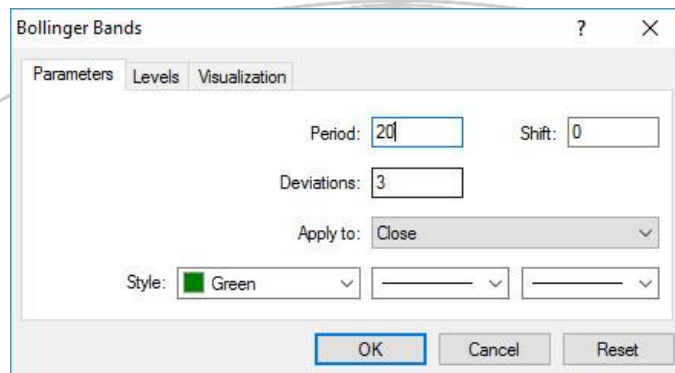 Bollinger Bands ?
Parameters Levels Visualization
Period: 20 Shift: 0
Deviations: 3
Apply to: Close
Style: Green
OK Cancel Reset